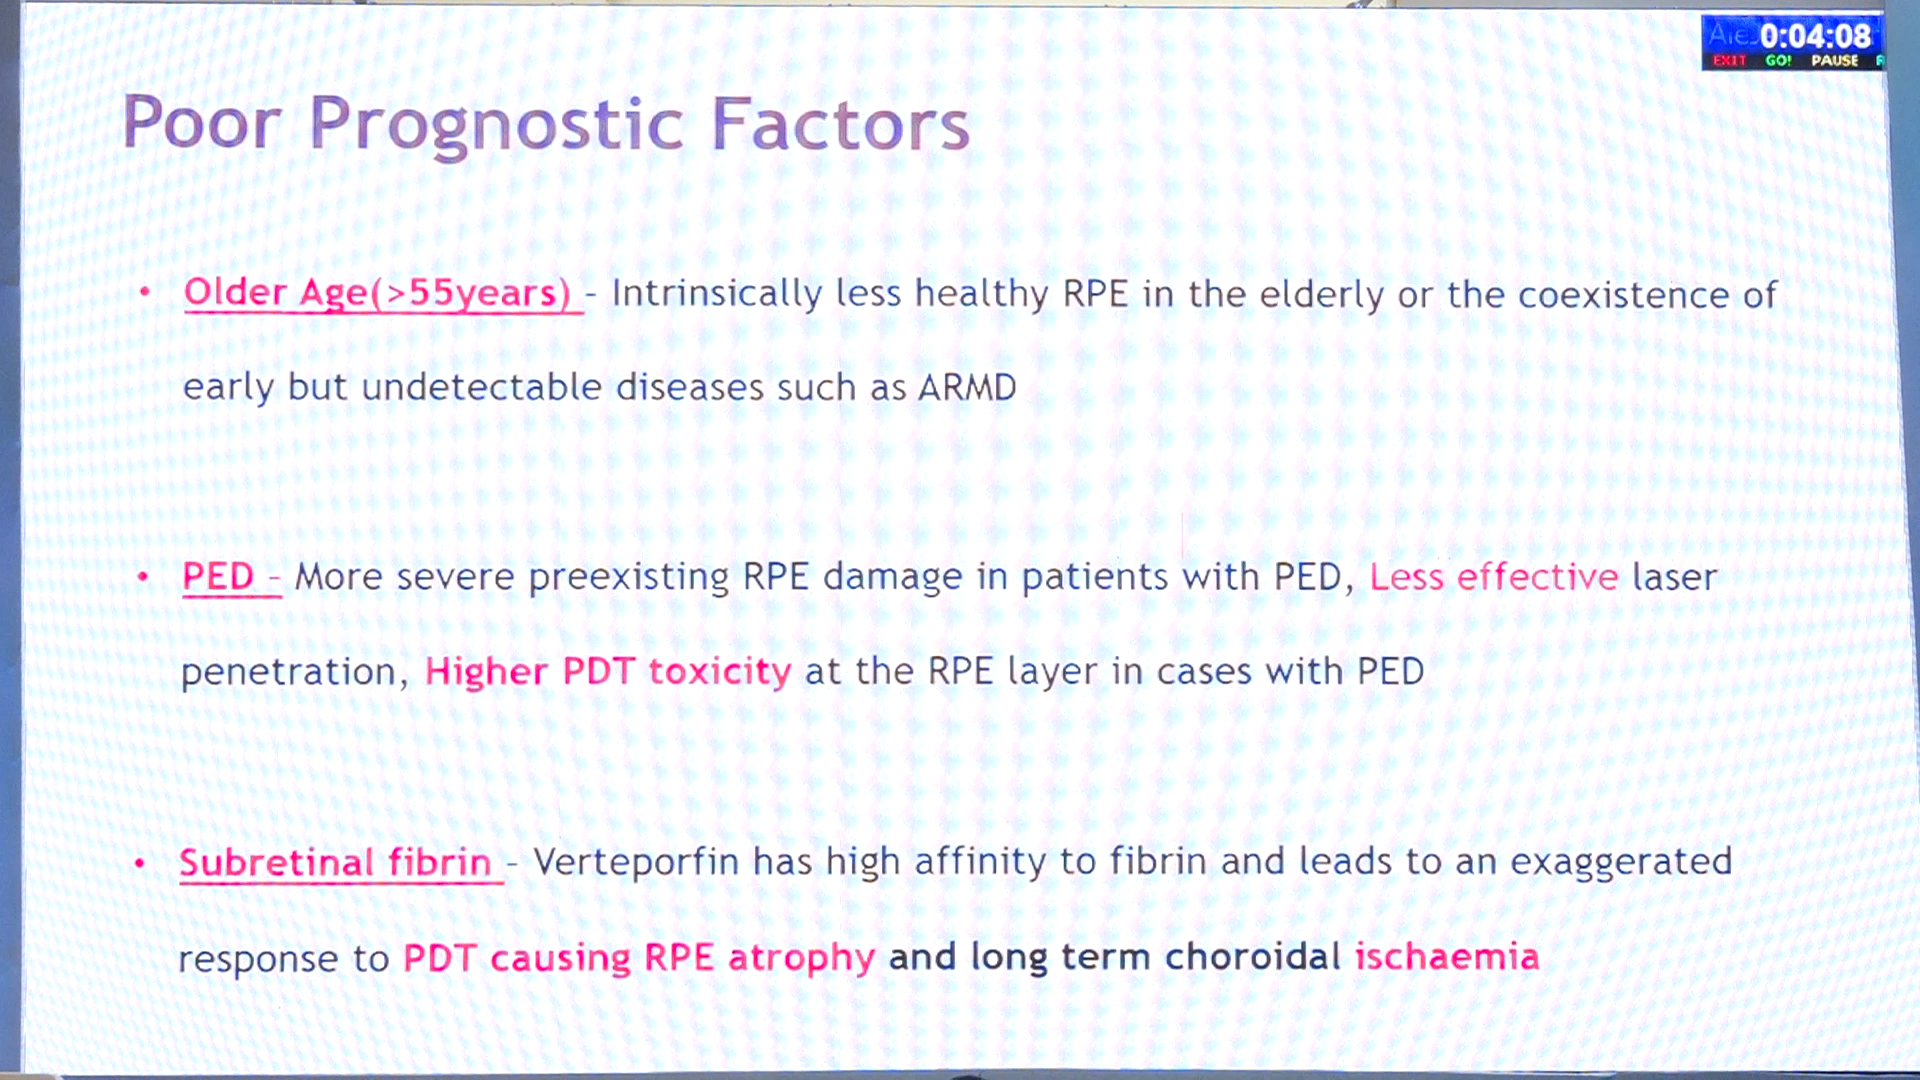 0:04:08
EXIT GO! PAUSE
Poor Prognostic Factors
• Older Age(>55years) - Intrinsically less healthy RPE in the elderly or the coexistence of
early but undetectable diseases such as ARMD
• PED - More severe preexisting RPE damage in patients with PED, Less effective laser
penetration, Higher PDT toxicity at the RPE layer in cases with PED
• Subretinal fibrin - Verteporfin has high affinity to fibrin and leads to an exaggerated
response to PDT causing RPE atrophy and long term choroidal ischaemia